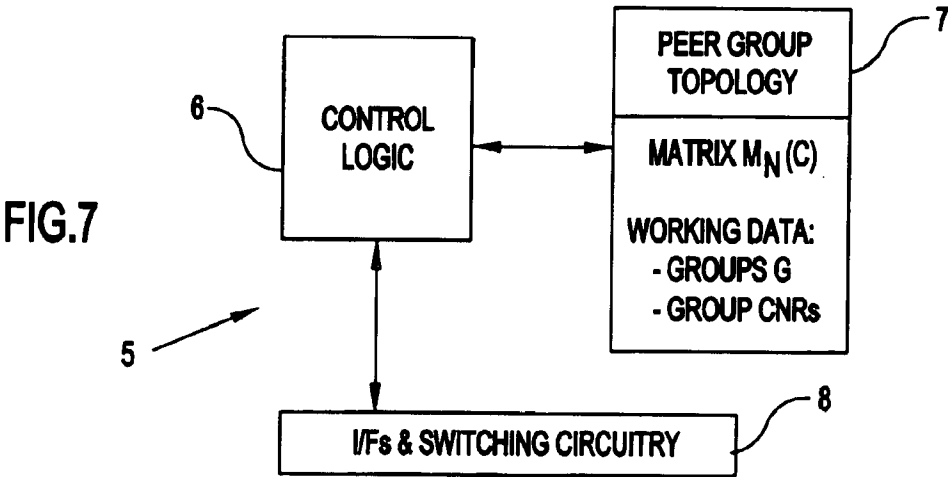 7
PEER GROUP
TOPOLOGY
6
CONTROL
LOGIC
MATRIX M_N (C)
FIG.7
WORKING DATA:
- GROUPS G
- GROUP CNRs
5
8
I/Fs & SWITCHING CIRCUITRY